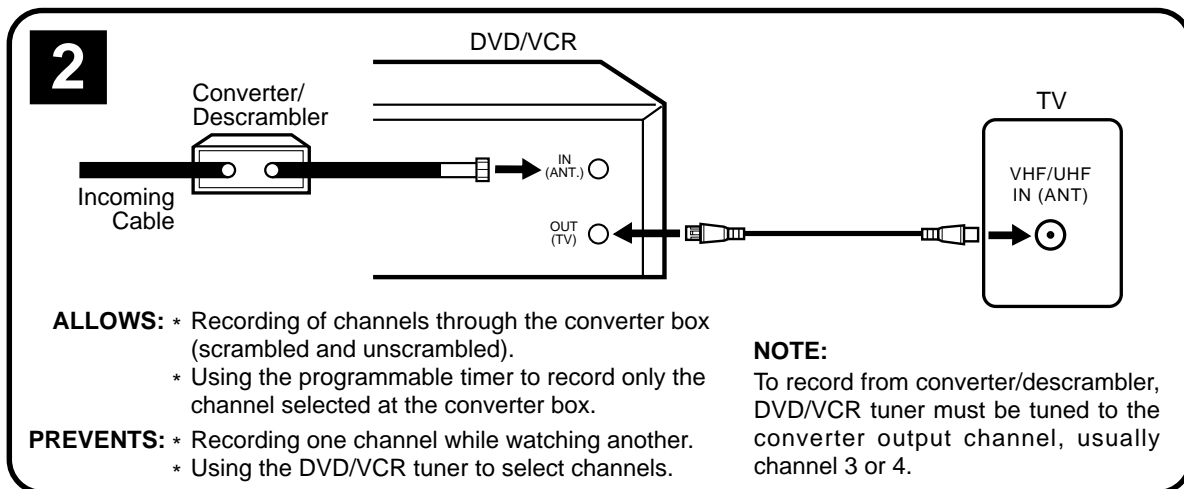 2
DVD/VCR
Converter/
Descrambler
TV
Incoming
Cable
IN
(ANT.)
OUT
(TV)
VHF/UHF
IN (ANT)
ALLOWS: * Recording of channels through the converter box
(scrambled and unscrambled).
* Using the programmable timer to record only the
channel selected at the converter box.
PREVENTS: * Recording one channel while watching another.
* Using the DVD/VCR tuner to select channels.
NOTE:
To record from converter/descrambler,
DVD/VCR tuner must be tuned to the
converter output channel, usually
channel 3 or 4.